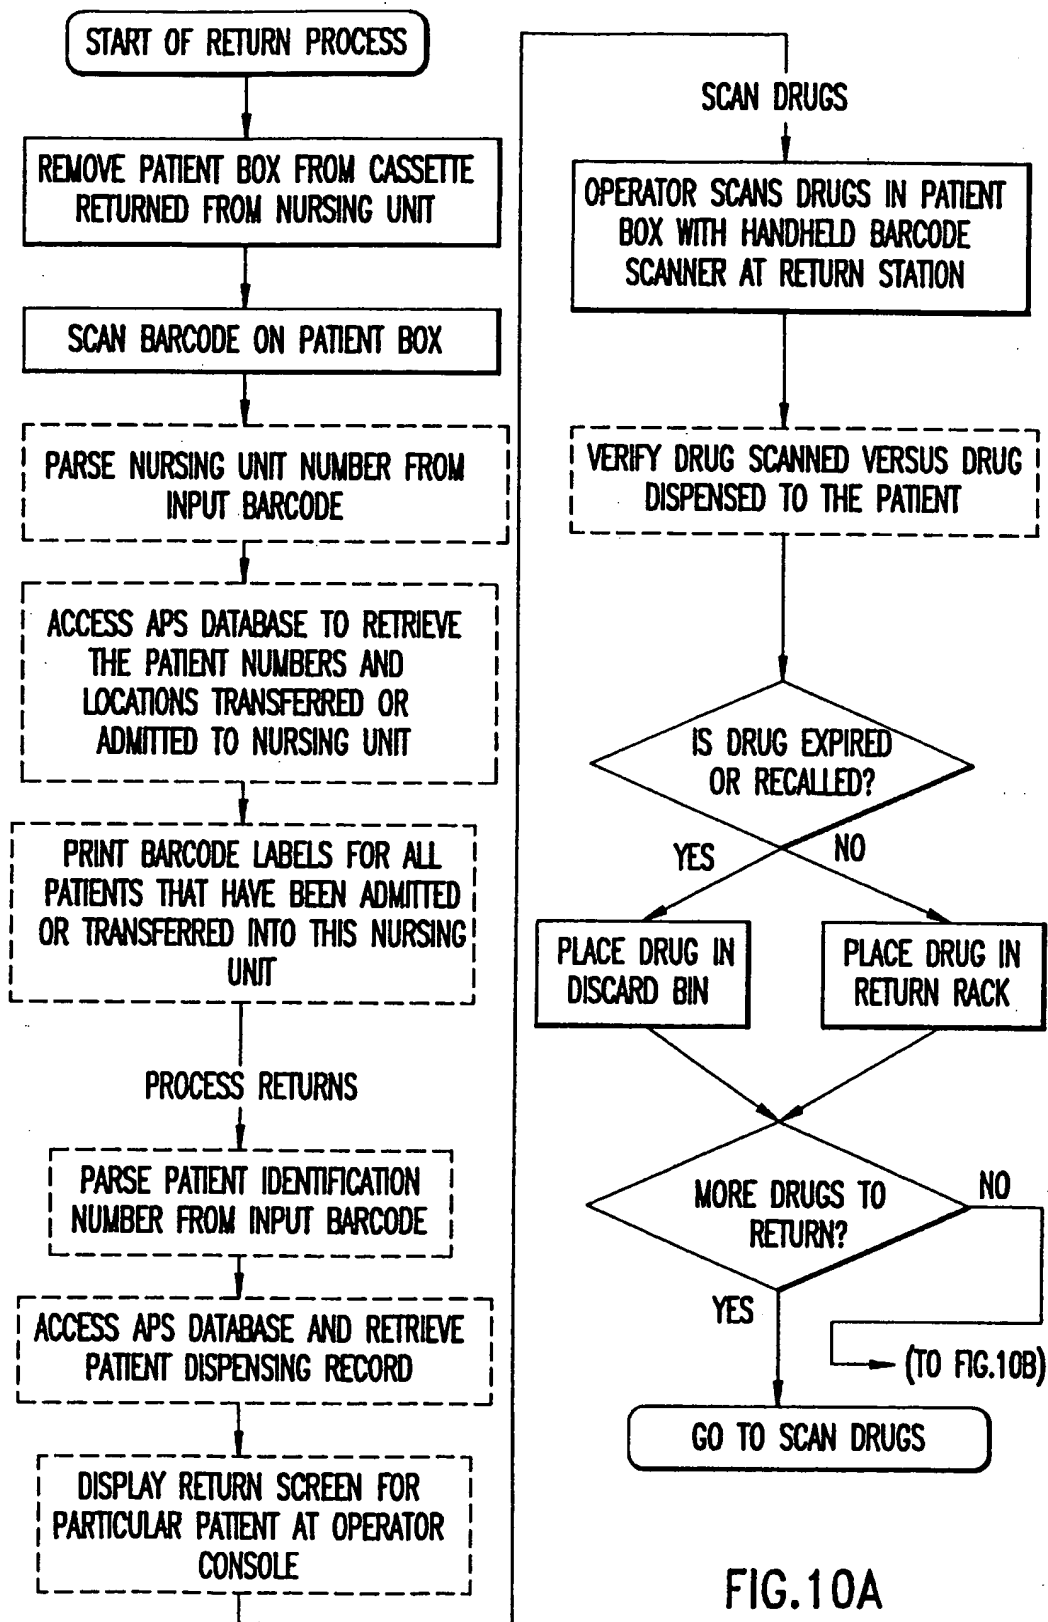 START OF RETURN PROCESS
REMOVE PATIENT BOX FROM CASSETTE
RETURNED FROM NURSING UNIT
SCAN BARCODE ON PATIENT BOX
PARSE NURSING UNIT NUMBER FROM
INPUT BARCODE
ACCESS APS DATABASE TO RETRIEVE
THE PATIENT NUMBERS AND
LOCATIONS TRANSFERRED OR
ADMITTED TO NURSING UNIT
PRINT BARCODE LABELS FOR ALL
PATIENTS THAT HAVE BEEN ADMITTED
OR TRANSFERRED INTO THIS NURSING
UNIT
PROCESS RETURNS
PARSE PATIENT IDENTIFICATION
NUMBER FROM INPUT BARCODE
ACCESS APS DATABASE AND RETRIEVE
PATIENT DISPENSING RECORD
DISPLAY RETURN SCREEN FOR
PARTICULAR PATIENT AT OPERATOR
CONSOLE
SCAN DRUGS
OPERATOR SCANS DRUGS IN PATIENT
BOX WITH HANDHELD BARCODE
SCANNER AT RETURN STATION
VERIFY DRUG SCANNED VERSUS DRUG
DISPENSED TO THE PATIENT
IS DRUG EXPIRED
OR RECALLED?
YES
NO
PLACE DRUG IN
DISCARD BIN
PLACE DRUG IN
RETURN RACK
MORE DRUGS TO
RETURN?
NO
YES
(TO FIG.10B)
GO TO SCAN DRUGS
FIG.10A